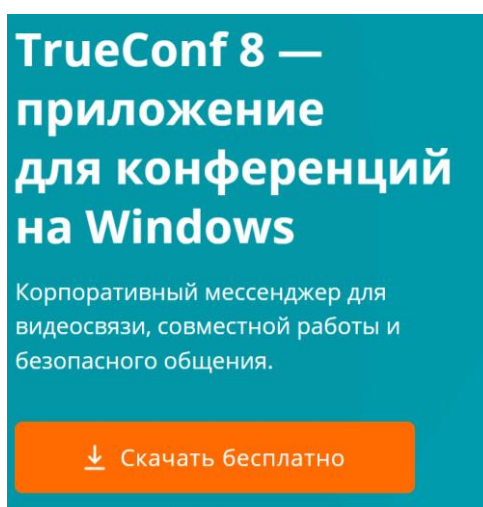 TrueConf 8 —
приложение
для конференций
на Windows
Корпоративный мессенджер для
видеосвязи, совместной работы и
безопасного общения.
Скачать бесплатно